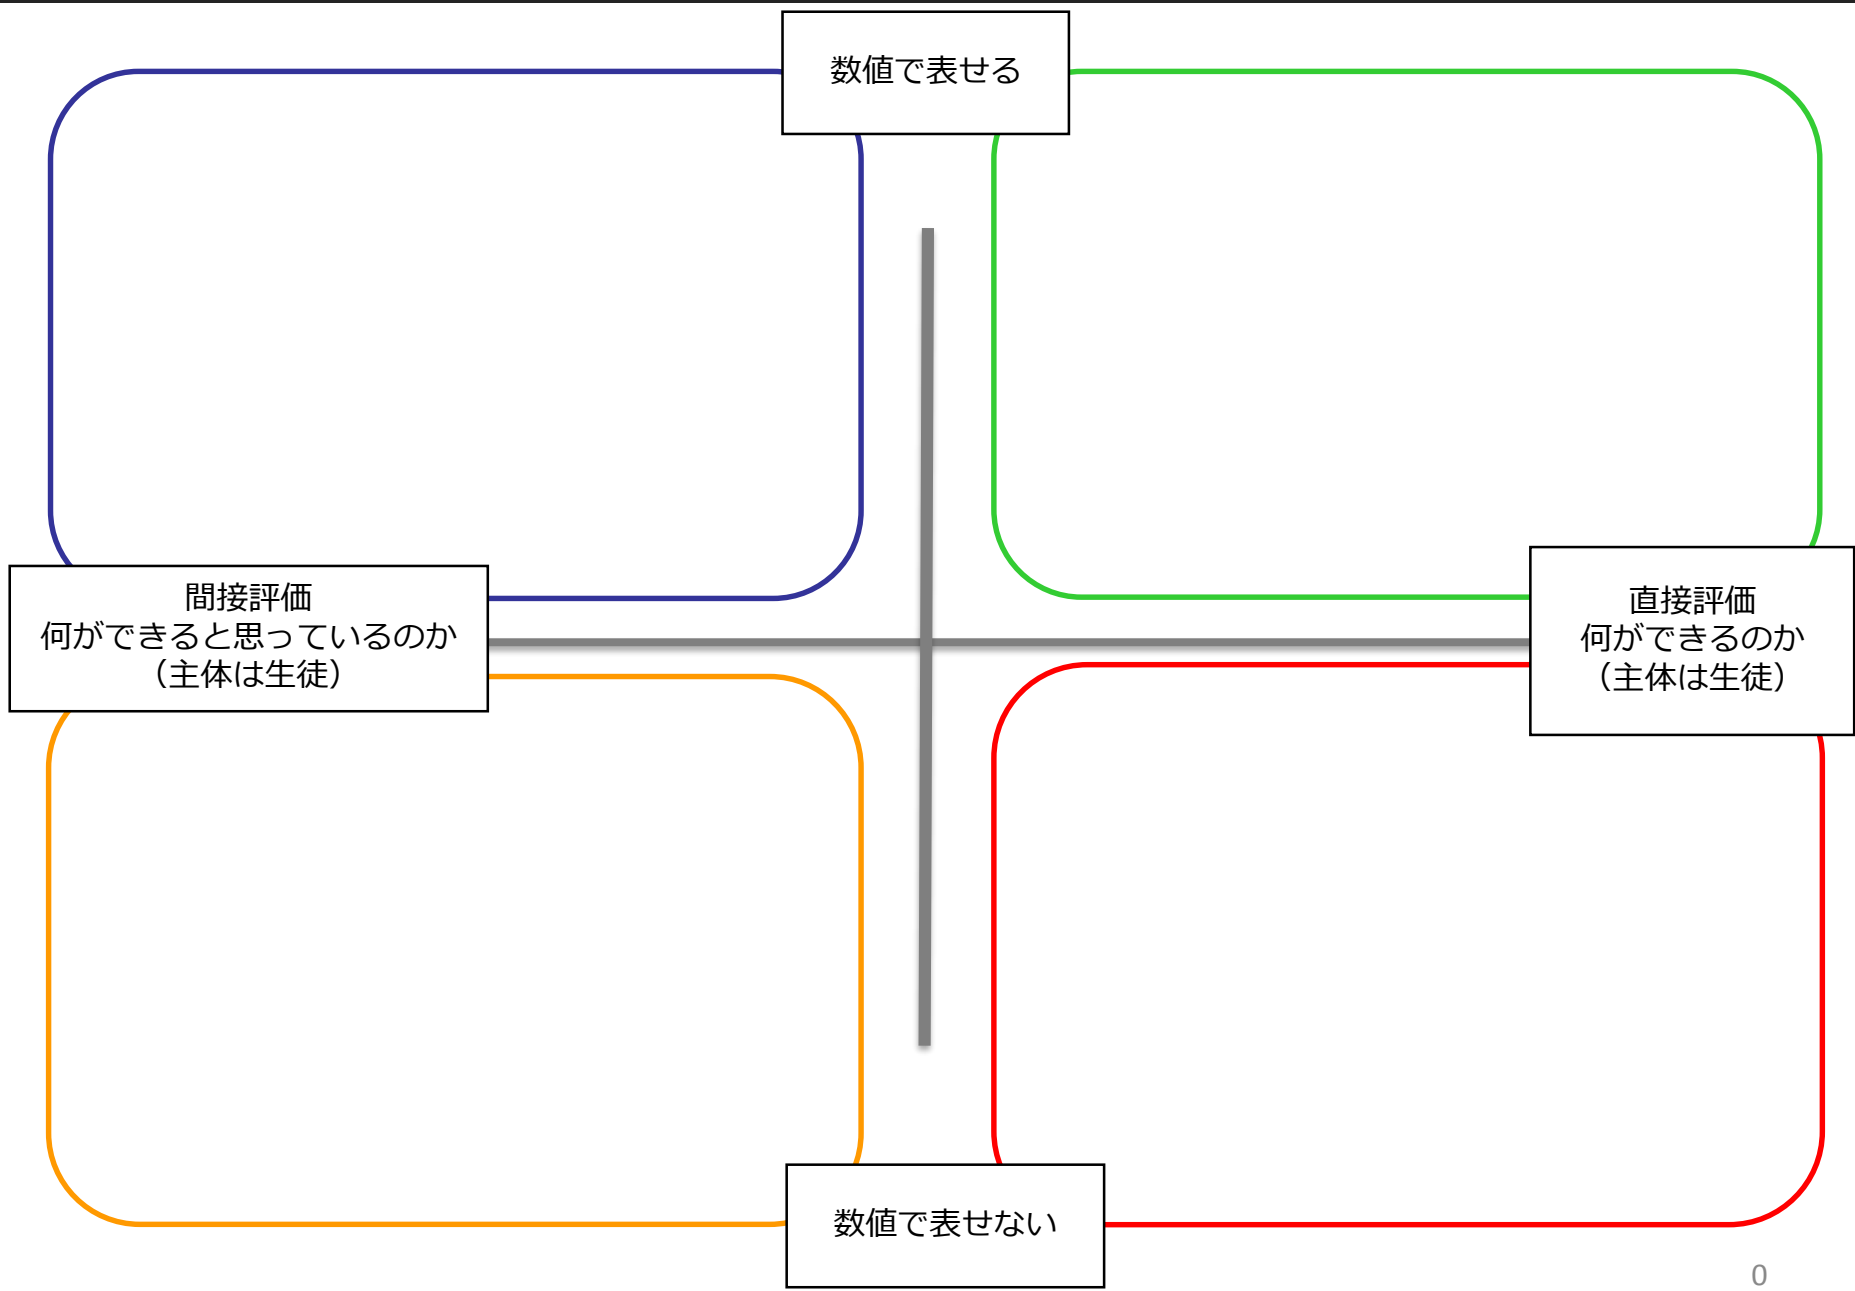 数値で表せる
間接評価
何ができると思っているのか
（主体は生徒）
直接評価
何ができるのか
（主体は生徒）
数値で表せない
0